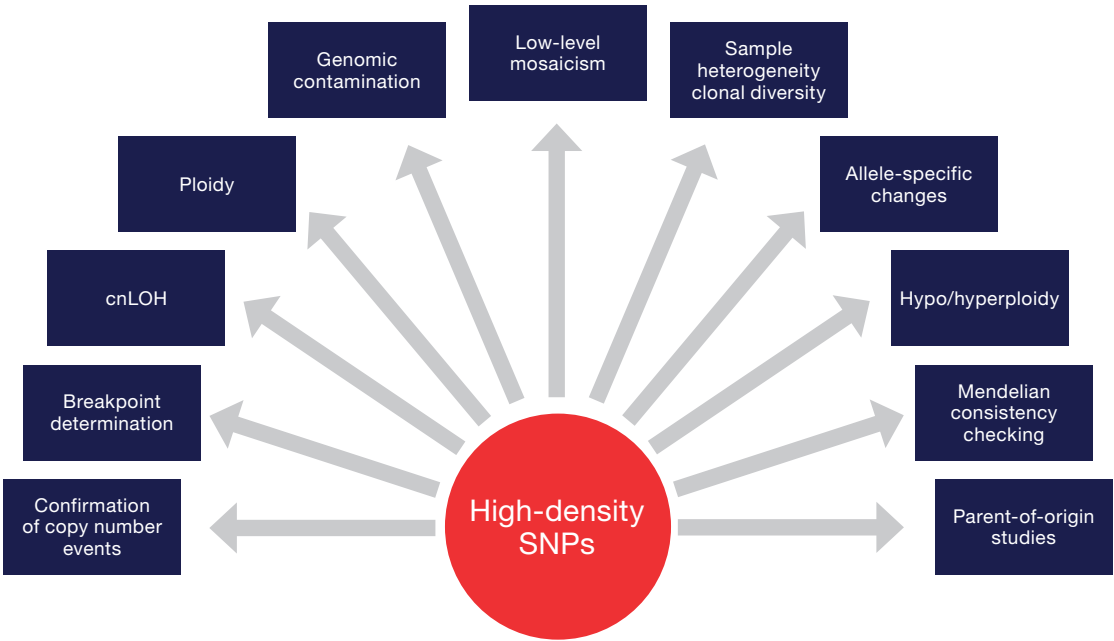 Low-level
mosaicism
Genomic
contamination
Sample
heterogeneity
clonal diversity
Ploidy
Allele-specific
changes
cnLOH
Hypo/hyperploidy
Breakpoint
determination
Mendelian
consistency
checking
Confirmation
of copy number
events
High-density
SNPs
Parent-of-origin
studies